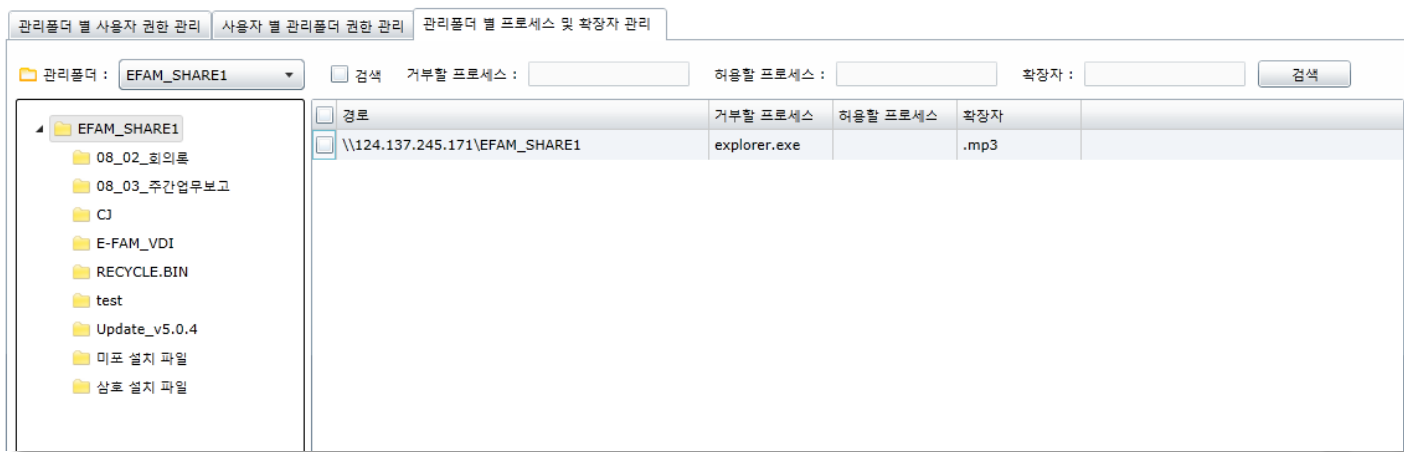 관리폴더 별 사용자 권한 관리 사용자 별 관리폴더 권한 관리 관리폴더 별 프로세스 및 확장자 관리
관리폴더 : EFAM_SHARE1 검색 거부할 프로세스 : 허용할 프로세스 : 확장자 : 검색
경로 거부할 프로세스 허용할 프로세스 확장자
\\124.137.245.171\EFAM_SHARE1 explorer.exe .mp3
EFAM_SHARE1
08_02_회의록
08_03_주간업무보고
CJ
E-FAM_VDI
RECYCLE.BIN
test
Update_v5.0.4
미포 설치 파일
삼호 설치 파일